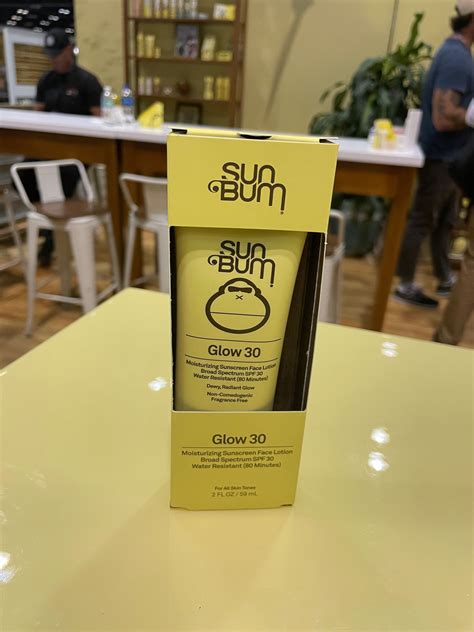 SUN
BUM
SUN
BUM
Glow 30
Moisturizing Sunscreen Face Lotion
Broad Spectrum SPF 30
Water Resistant (80 Minutes)
Dewy, Radiant Glow
Non-Comedogenic
Fragrance Free
Glow 30
Moisturizing Sunscreen Face Lotion
Broad Spectrum SPF 30
Water Resistant (80 Minutes)
For All Skin Tones
2 FL OZ / 59 mL